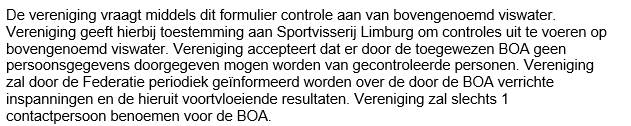 De vereniging vraagt middels dit formulier controle aan van bovengenoemd viswater.
Vereniging geeft hierbij toestemming aan Sportvisserij Limburg om controles uit te voeren op
bovengenoemd viswater. Vereniging accepteert dat er door de toegewezen BOA geen
persoonsgegevens doorgegeven mogen worden van gecontroleerde personen. Vereniging
zal door de Federatie periodiek geïnformeerd worden over de door de BOA verrichte
inspanningen en de hieruit voortvloeiende resultaten. Vereniging zal slechts 1
contactpersoon benoemen voor de BOA.